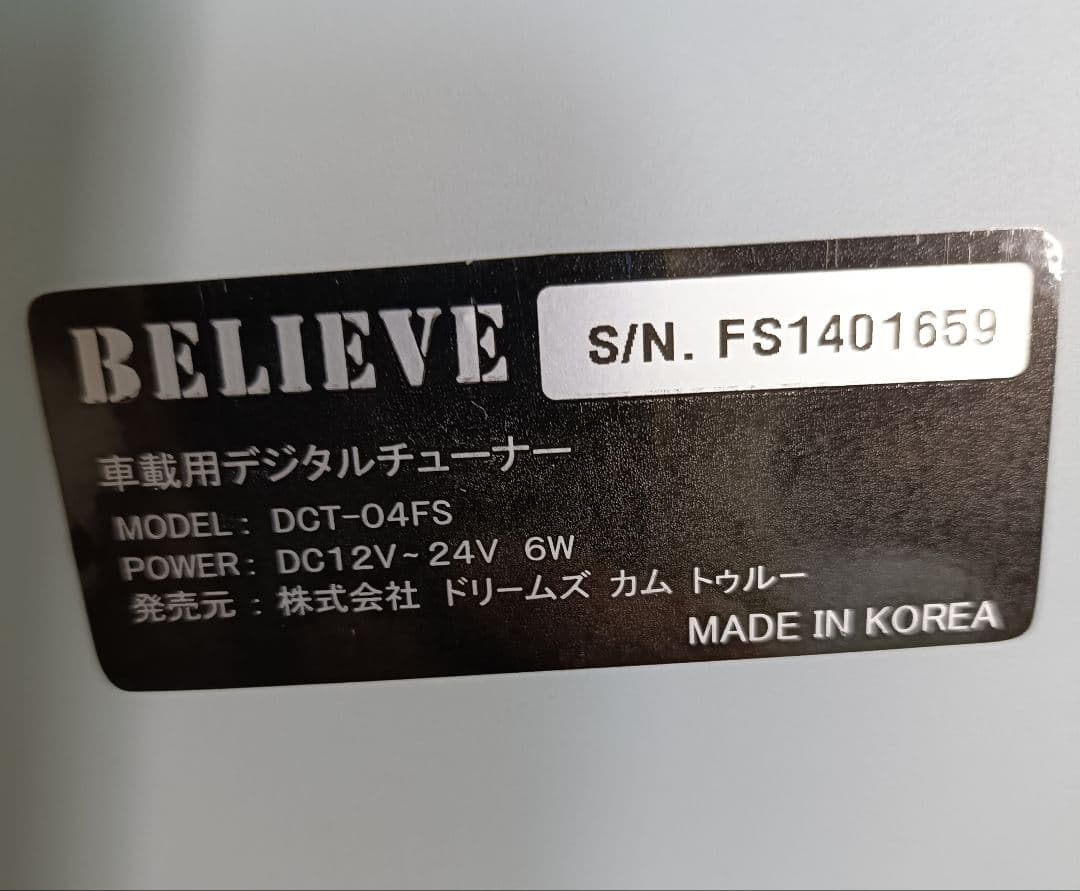 BELIEVE
S/N. FS1401659
車載用デジタルチューナー
MODEL: DCT-04FS
POWER: DC12V~24V 6W
発売元:株式会社 ドリームズ カム トゥルー
MADE IN KOREA